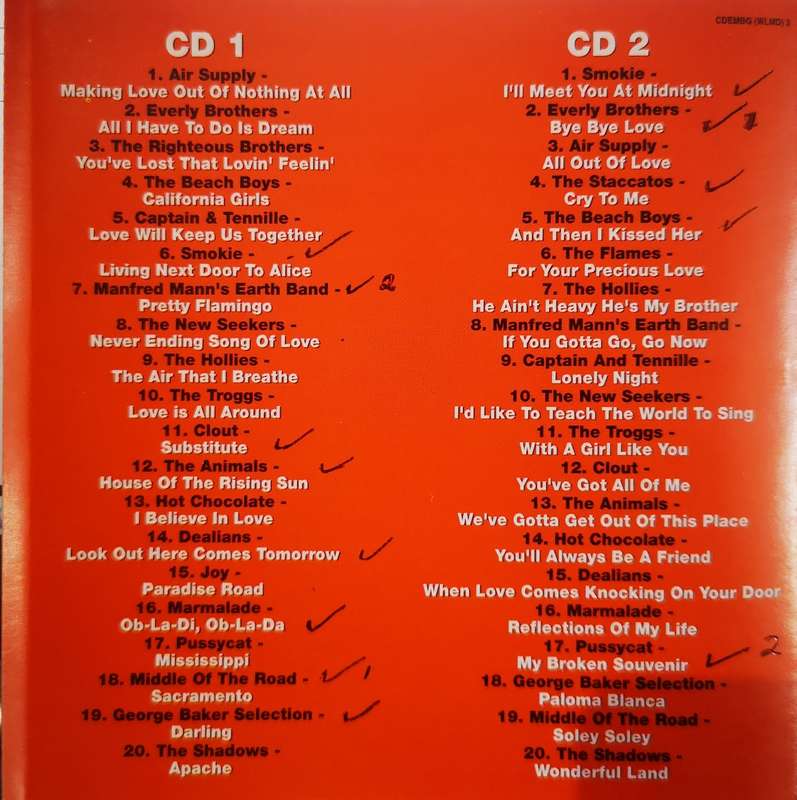 CDEMBG (WLMD) 3
CD 1
1. Air Supply -
Making Love Out Of Nothing At All
2. Everly Brothers -
All I Have To Do Is Dream
3. The Righteous Brothers -
You've Lost That Lovin' Feelin'
4. The Beach Boys -
California Girls
5. Captain & Tennille -
Love Will Keep Us Together
6. Smokie -
Living Next Door To Alice
7. Manfred Mann's Earth Band - 2
Pretty Flamingo
8. The New Seekers -
Never Ending Song Of Love
9. The Hollies -
The Air That I Breathe
10. The Troggs -
Love is All Around
11. Clout -
Substitute
12. The Animals -
House Of The Rising Sun
13. Hot Chocolate -
I Believe In Love
14. Dealians -
Look Out Here Comes Tomorrow
15. Joy -
Paradise Road
16. Marmalade -
Ob-La-Di, Ob-La-Da
17. Pussycat -
Mississippi
18. Middle Of The Road - 1
Sacramento
19. George Baker Selection -
Darling
20. The Shadows -
Apache
CD 2
1. Smokie -
I'll Meet You At Midnight
2. Everly Brothers -
Bye Bye Love
3. Air Supply -
All Out Of Love
4. The Staccatos -
Cry To Me
5. The Beach Boys -
And Then I Kissed Her
6. The Flames -
For Your Precious Love
7. The Hollies -
He Ain't Heavy He's My Brother
8. Manfred Mann's Earth Band -
If You Gotta Go, Go Now
9. Captain And Tennille -
Lonely Night
10. The New Seekers -
I'd Like To Teach The World To Sing
11. The Troggs -
With A Girl Like You
12. Clout -
You've Got All Of Me
13. The Animals -
We've Gotta Get Out Of This Place
14. Hot Chocolate -
You'll Always Be A Friend
15. Dealians -
When Love Comes Knocking On Your Door
16. Marmalade -
Reflections Of My Life
17. Pussycat - 2
My Broken Souvenir
18. George Baker Selection -
Paloma Blanca
19. Middle Of The Road -
Soley Soley
20. The Shadows -
Wonderful Land